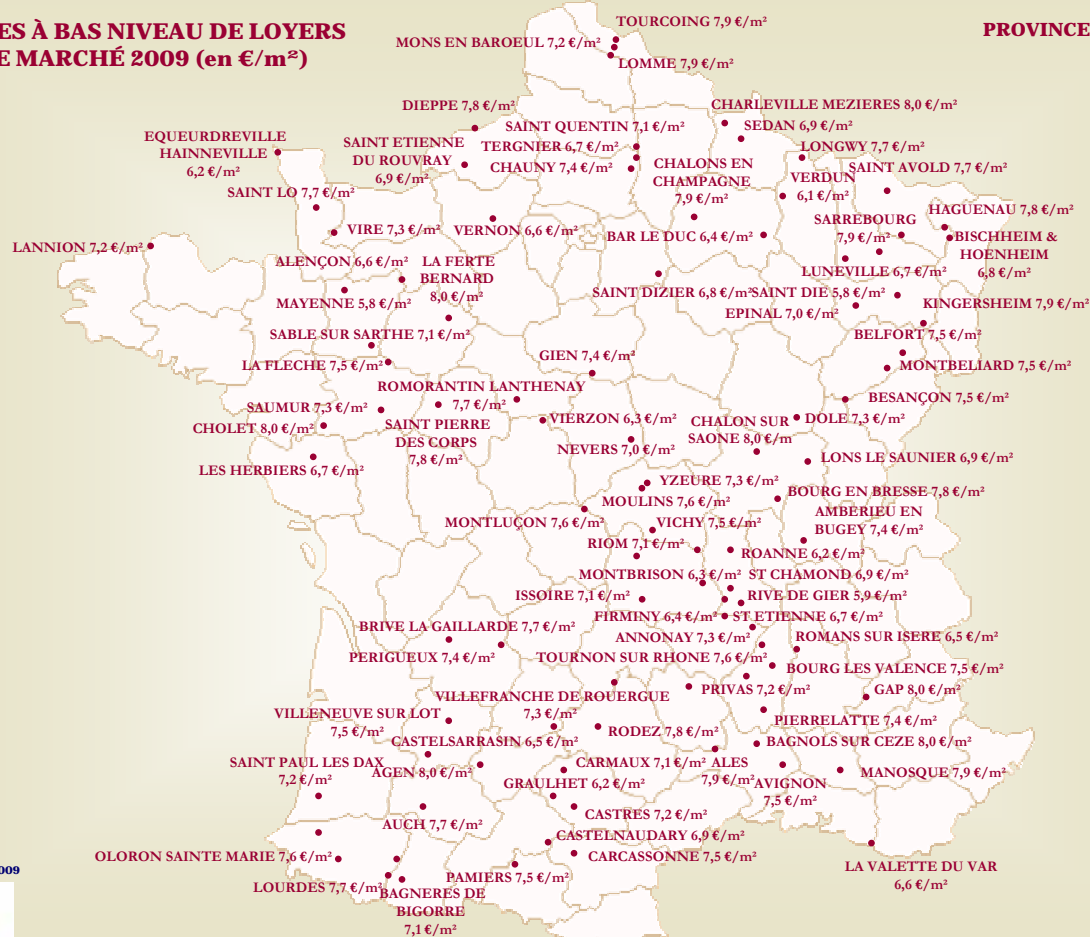 ES À BAS NIVEAU DE LOYERS
E MARCHÉ 2009 (en €/m²)
PROVINCE
TOURCOING 7,9 €/m²
MONS EN BAROEUL 7,2 €/m²
LOMME 7,9 €/m²
DIEPPE 7,8 €/m²
CHARLEVILLE MEZIERES 8,0 €/m²
SAINT QUENTIN 7,1 €/m²
SEDAN 6,9 €/m²
EQUEURDREVILLE
HAINNEVILLE
6,2 €/m²
SAINT ETIENNE
DU ROUVRAY
6,9 €/m²
TERGNIER 6,7 €/m²
LONGWY 7,7 €/m²
CHAUNY 7,4 €/m²
CHALONS EN
CHAMPAGNE
7,9 €/m²
SAINT AVOLD 7,7 €/m²
VERDUN
6,1 €/m²
SAINT LO 7,7 €/m²
SARREBOURG
7,9 €/m²
HAGUENAU 7,8 €/m²
VIRE 7,3 €/m²
VERNON 6,6 €/m²
BAR LE DUC 6,4 €/m²
BISCHHEIM &
HOENHEIM
6,8 €/m²
LANNION 7,2 €/m²
ALENÇON 6,6 €/m²
LA FERTE
BERNARD
8,0 €/m²
LUNEVILLE 6,7 €/m²
SAINT DIZIER 6,8 €/m²
SAINT DIE 5,8 €/m²
MAYENNE 5,8 €/m²
KINGERSHEIM 7,9 €/m²
EPINAL 7,0 €/m²
SABLE SUR SARTHE 7,1 €/m²
BELFORT 7,5 €/m²
GIEN 7,4 €/m²
LA FLECHE 7,5 €/m²
MONTBELIARD 7,5 €/m²
ROMORANTIN LANTHENAY
7,7 €/m²
BESANÇON 7,5 €/m²
SAUMUR 7,3 €/m²
VIERZON 6,3 €/m²
CHALON SUR
SAONE 8,0 €/m
DOLE 7,3 €/m²
CHOLET 8,0 €/m²
SAINT PIERRE
DES CORPS
7,8 €/m²
NEVERS 7,0 €/m²
LONS LE SAUNIER 6,9 €/m²
LES HERBIERS 6,7 €/m²
YZEURE 7,3 €/m²
BOURG EN BRESSE 7,8 €/m²
MOULINS 7,6 €/m²
AMBERIEU EN
BUGEY 7,4 €/m²
MONTLUÇON 7,6 €/m²
VICHY 7,5 €/m²
RIOM 7,1 €/m²
ROANNE 6,2 €/m²
MONTBRISON 6,3 €/m²
ST CHAMOND 6,9 €/m²
ISSOIRE 7,1 €/m²
RIVE DE GIER 5,9 €/m²
FIRMINY 6,4 €/m²
ST ETIENNE 6,7 €/m²
BRIVE LA GAILLARDE 7,7 €/m²
ANNONAY 7,3 €/m²
ROMANS SUR ISERE 6,5 €/m²
PERIGUEUX 7,4 €/m²
TOURNON SUR RHONE 7,6 €/m²
BOURG LES VALENCE 7,5 €/m²
VILLEFRANCHE DE ROUERGUE
7,3 €/m²
PRIVAS 7,2 €/m²
GAP 8,0 €/m²
VILLENEUVE SUR LOT
7,5 €/m²
PIERRELATTE 7,4 €/m²
RODEZ 7,8 €/m²
CASTELSARRASIN 6,5 €/m²
BAGNOLS SUR CEZE 8,0 €/m²
SAINT PAUL LES DAX
7,2 €/m²
AGEN 8,0 €/m²
CARMAUX 7,1 €/m²
ALES
7,9 €/m²
MANOSQUE 7,9 €/m²
GRAULHET 6,2 €/m²
AVIGNON
7,5 €/m²
AUCH 7,7 €/m²
CASTRES 7,2 €/m²
CASTELNAUDARY 6,9 €/m²
OLORON SAINTE MARIE 7,6 €/m²
CARCASSONNE 7,5 €/m²
LA VALETTE DU VAR
6,6 €/m²
009
LOURDES 7,7 €/m²
PAMIERS 7,5 €/m²
BAGNERES DE
BIGORRE
7,1 €/m²